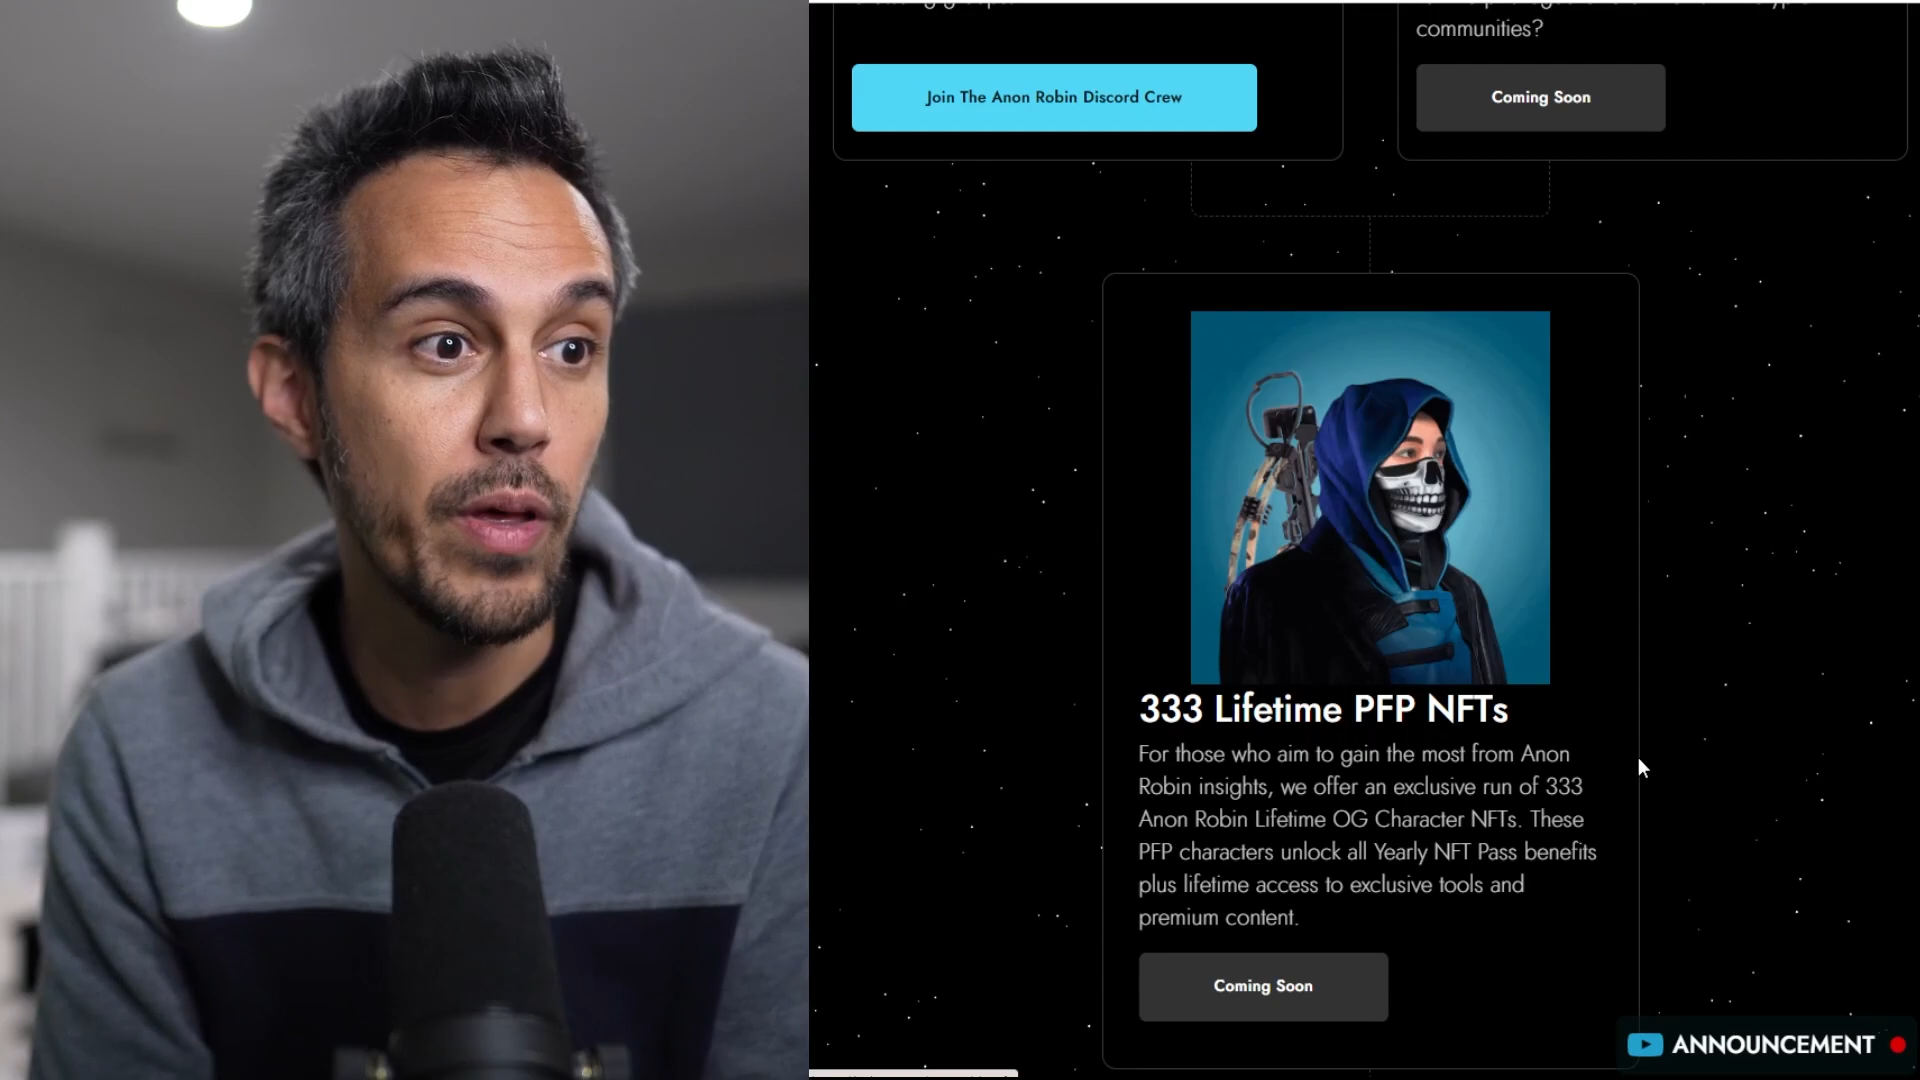 communities?
Join The Anon Robin Discord Crew
Coming Soon
333 Lifetime PFP NFTs
For those who aim to gain the most from Anon
Robin insights, we offer an exclusive run of 333
Anon Robin Lifetime OG Character NFTs. These
PFP characters unlock all Yearly NFT Pass benefits
plus lifetime access to exclusive tools and
premium content.
Coming Soon
ANNOUNCEMENT